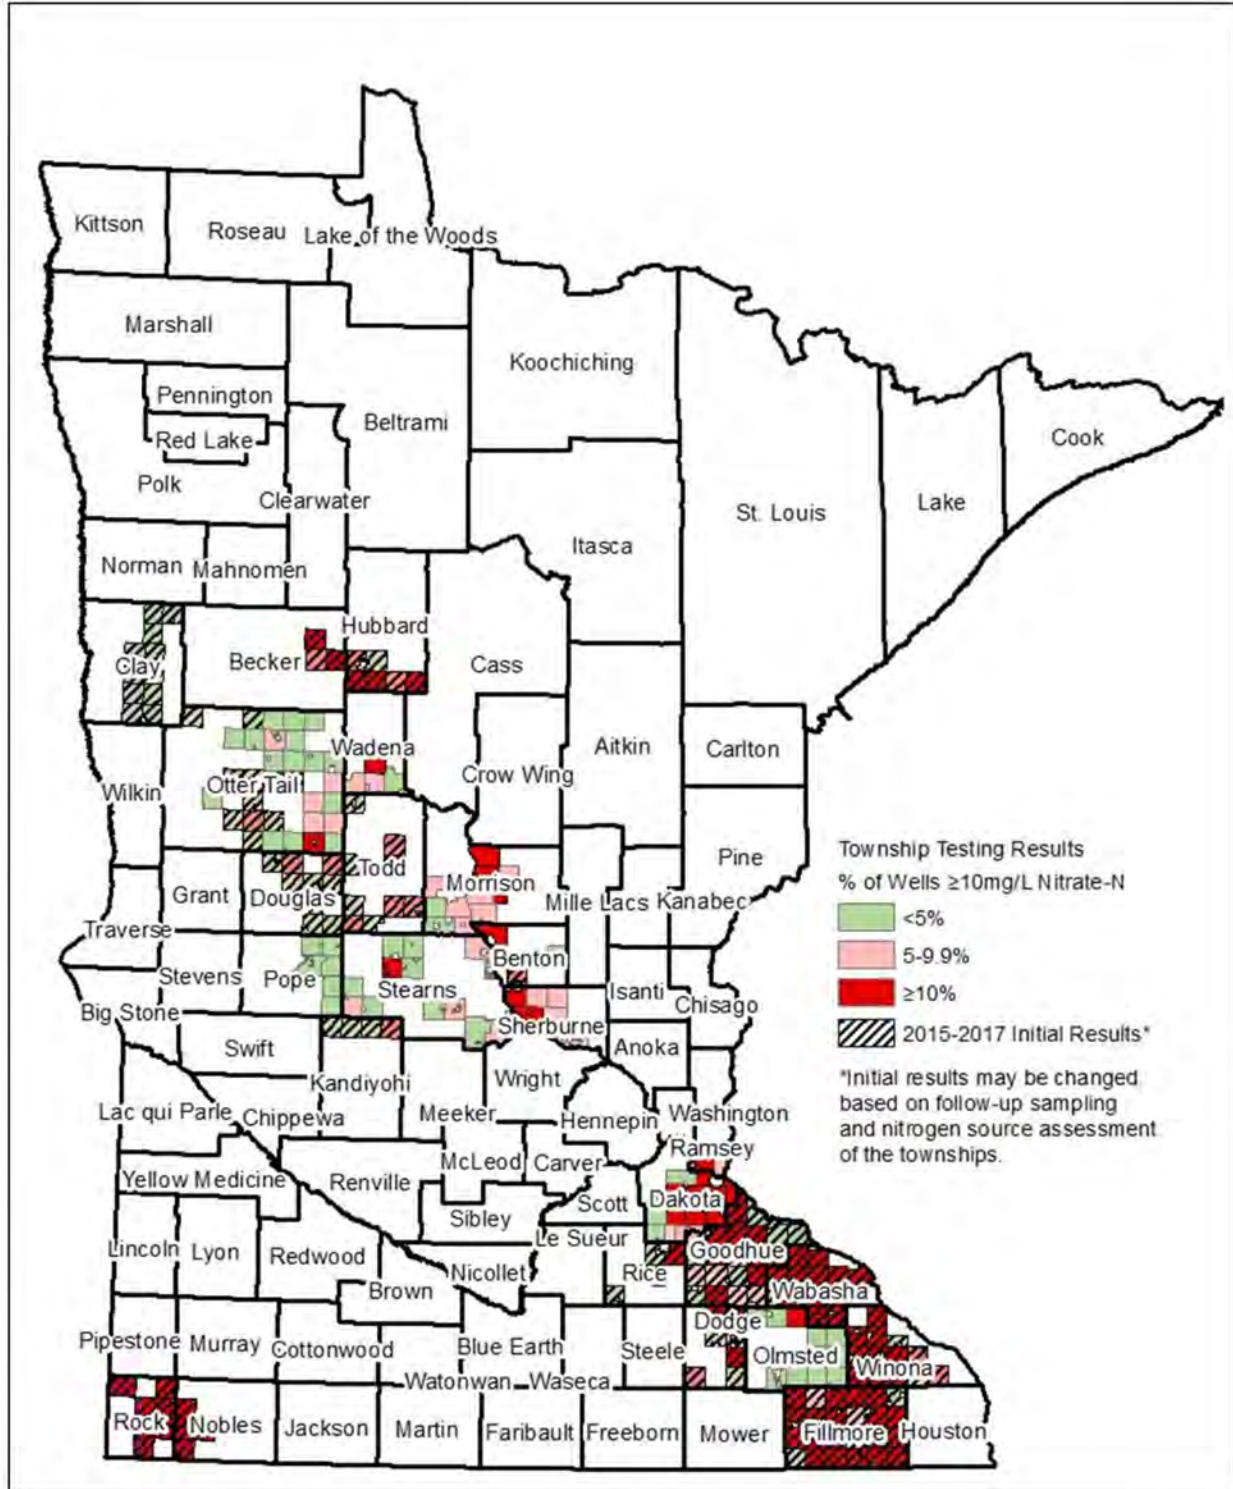 Kittson
Roseau
Lake of the Woods
Marshall
Koochiching
Pennington
Beltrami
Red Lake
Cook
Polk
Clearwater
Lake
St. Louis
Itasca
Norman
Mahnomen
Hubbard
Clay
Becker
Cass
Wadena
Aitkin
Carlton
Crow Wing
Otter Tail
Wilkin
Pine
Todd
Morrison
Grant
Douglas
Mille Lacs
Kanabec
Traverse
Benton
Stevens
Pope
Stearns
Isanti
Chisago
Big Stone
Sherburne
Swift
Anoka
Kandiyohi
Wright
Lac qui Parle
Chippewa
Meeker
Hennepin
Washington
Ramsey
McLeod
Carver
Yellow Medicine
Renville
Scott
Dakota
Sibley
Le Sueur
Lincoln
Lyon
Redwood
Goodhue
Nicollet
Rice
Brown
Wabasha
Dodge
Pipestone
Murray
Cottonwood
Blue Earth
Steele
Olmsted
Winona
Watonwan
Waseca
Rock
Nobles
Jackson
Martin
Faribault
Freeborn
Mower
Fillmore
Houston
Township Testing Results
% of Wells ≥10mg/L Nitrate-N
<5%
5-9.9%
≥10%
2015-2017 Initial Results*
*Initial results may be changed
based on follow-up sampling
and nitrogen source assessment
of the townships.